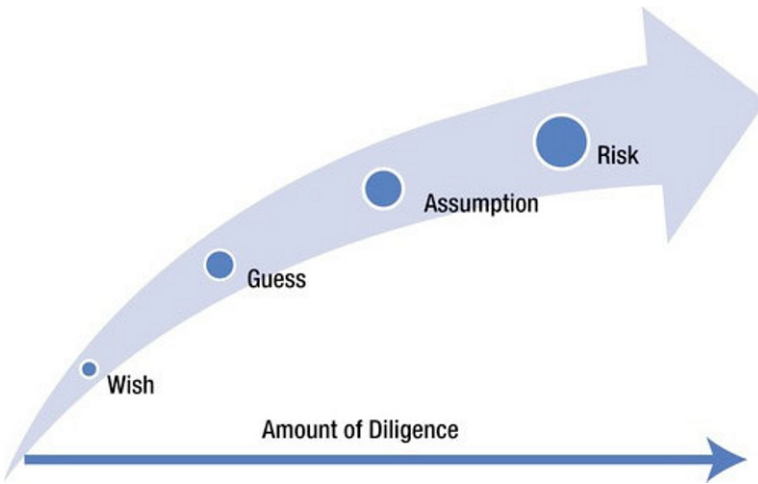 Risk
Assumption
Guess
Wish
Amount of Diligence